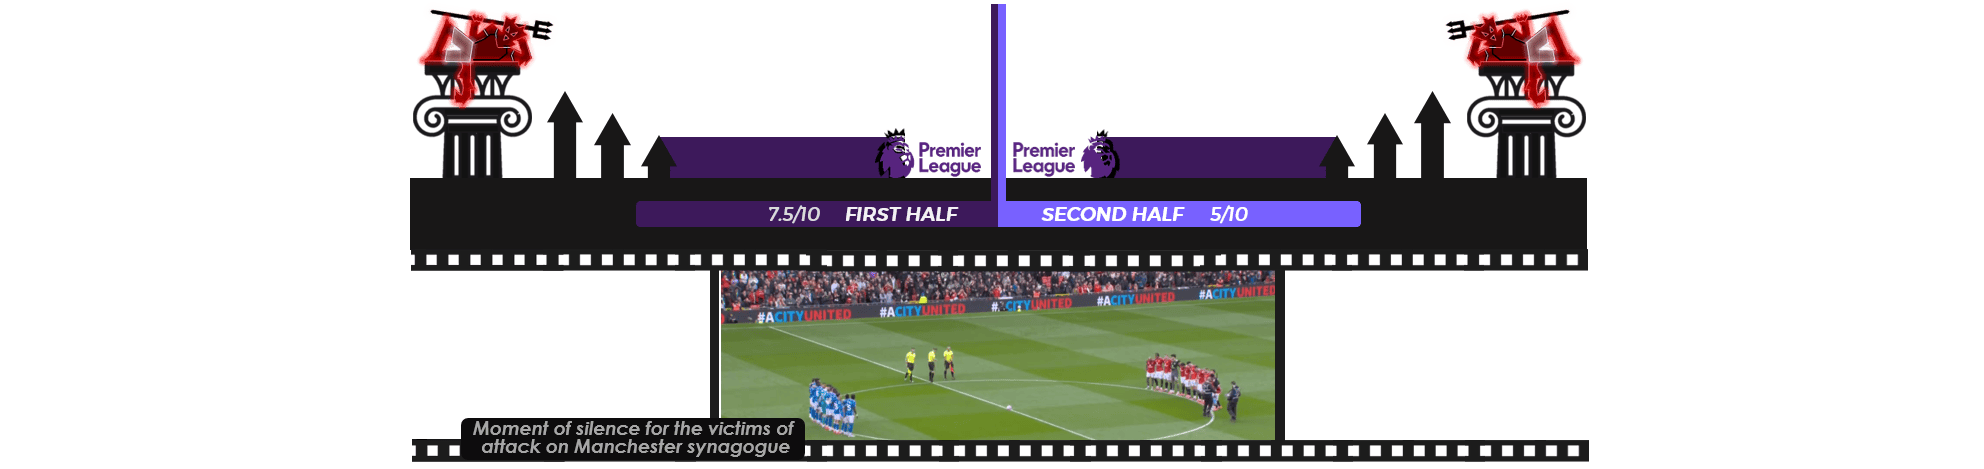 Premier
League
Premier
League
7.5/10 FIRST HALF
SECOND HALF 5/10
#ACITYUNITED
#ACITYUNITED
#ACITYUNITED
#ACITYUNITED
#ACITYUNITED
Moment of silence for the victims of
attack on Manchester synagogue